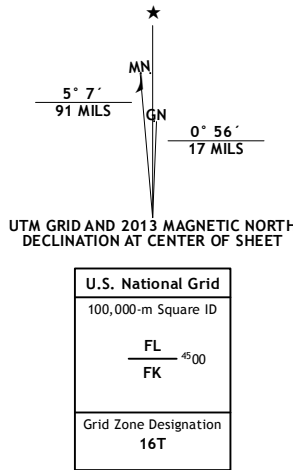 MN
GN
5° 7´
91 MILS
0° 56´
17 MILS
UTM GRID AND 2013 MAGNETIC NORTH
DECLINATION AT CENTER OF SHEET
U.S. National Grid
100,000-m Square ID
FL
4500
FK
Grid Zone Designation
16T